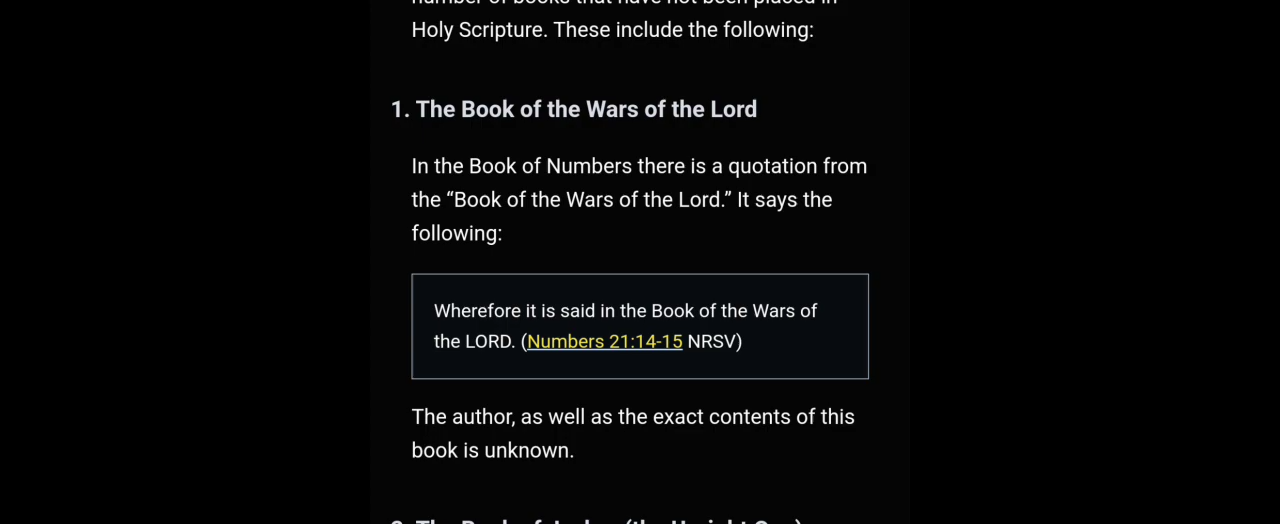 Holy Scripture. These include the following:
1. The Book of the Wars of the Lord
In the Book of Numbers there is a quotation from
the “Book of the Wars of the Lord.” It says the
following:
Wherefore it is said in the Book of the Wars of
the LORD. (Numbers 21:14-15 NRSV)
The author, as well as the exact contents of this
book is unknown.